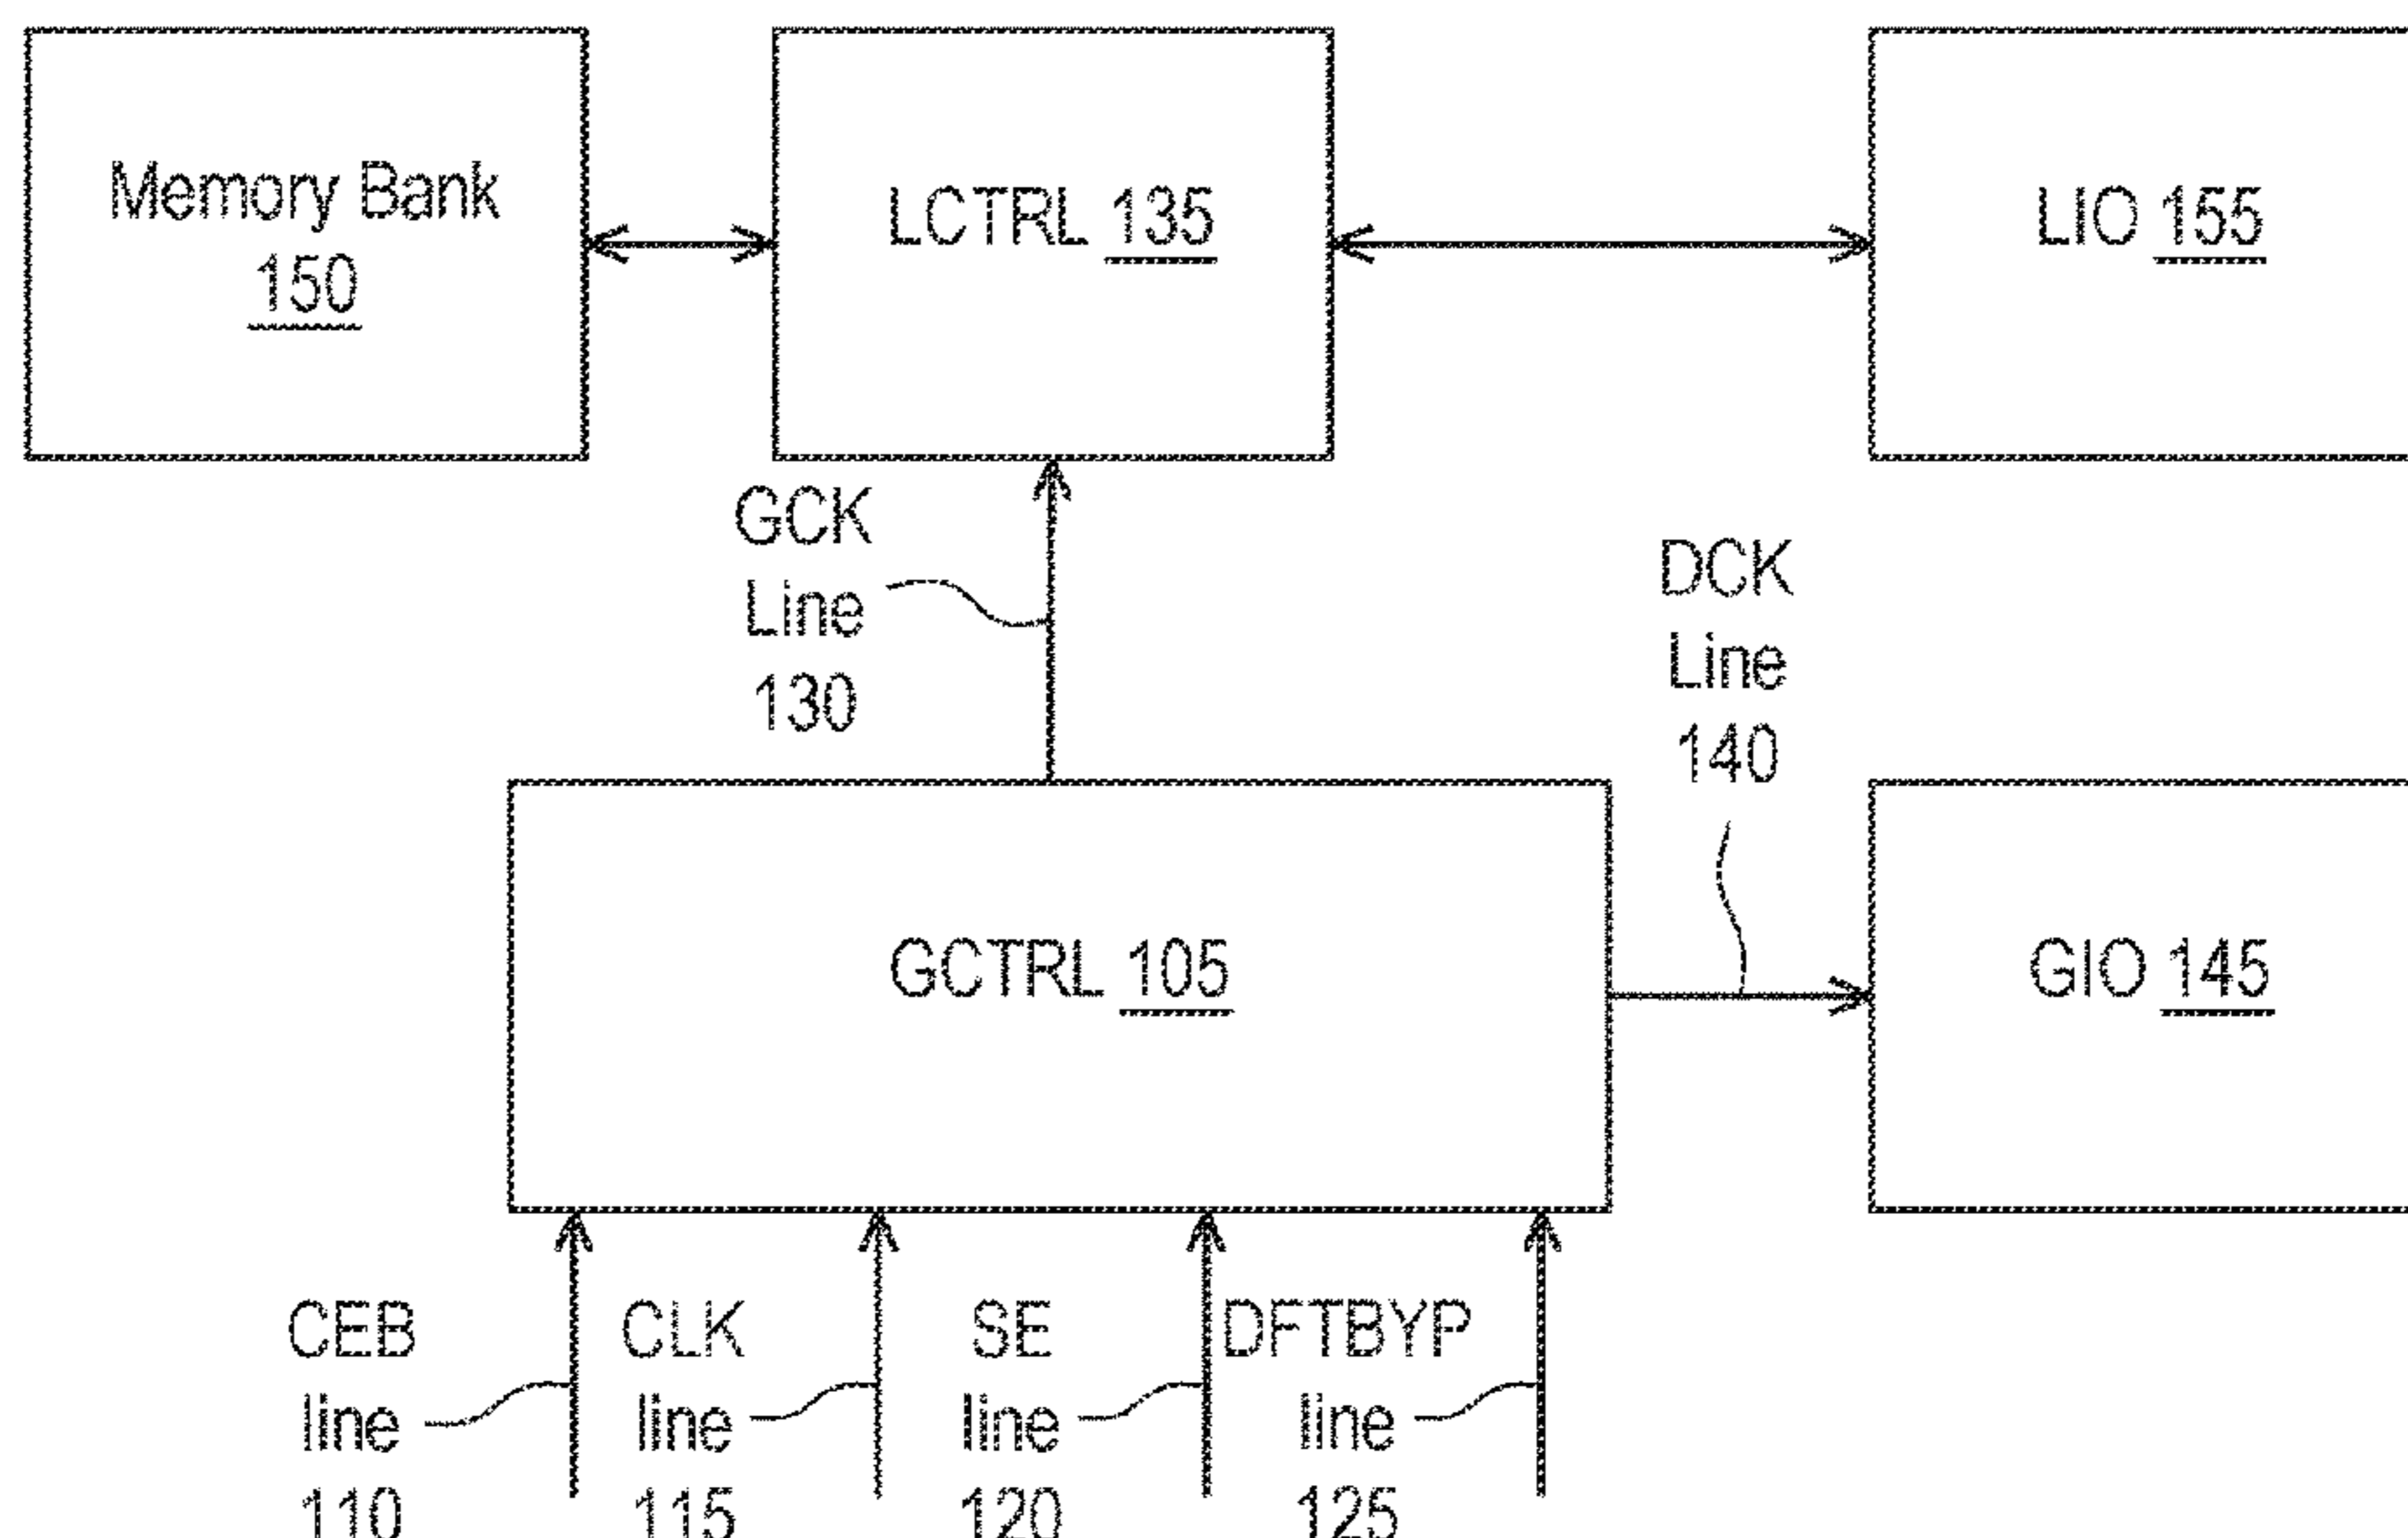 Memory Bank
150
LCTRL 135
LIO 155
GCK
Line
130
DCK
Line
140
GCTRL 105
GIO 145
CEB
line
110
CLK
line
115
SE
line
120
DFTBYP
line
125